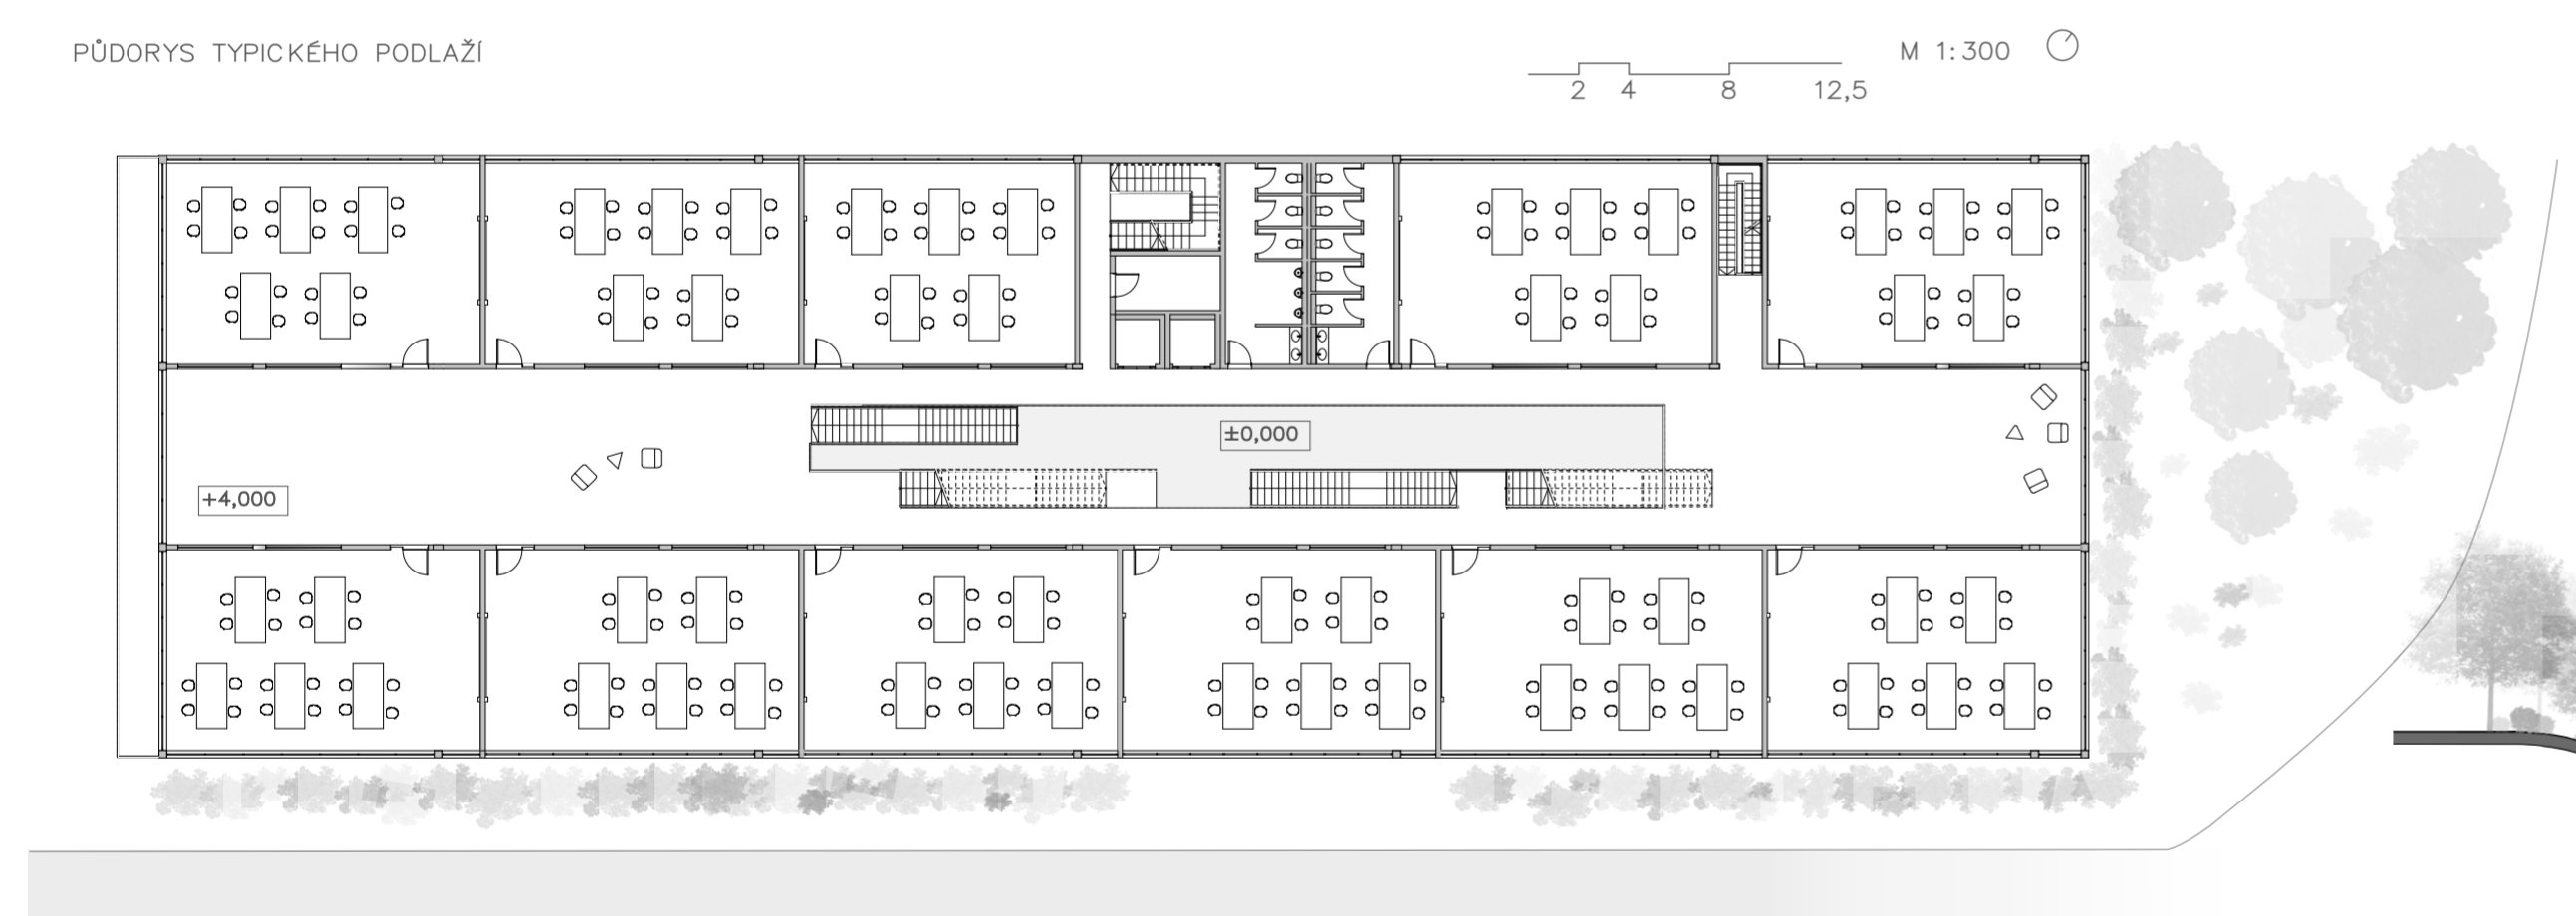 PŮDORYS TYPICKÉHO PODLAŽÍ
M 1:300
2 4 8 12,5
±0,000
+4,000